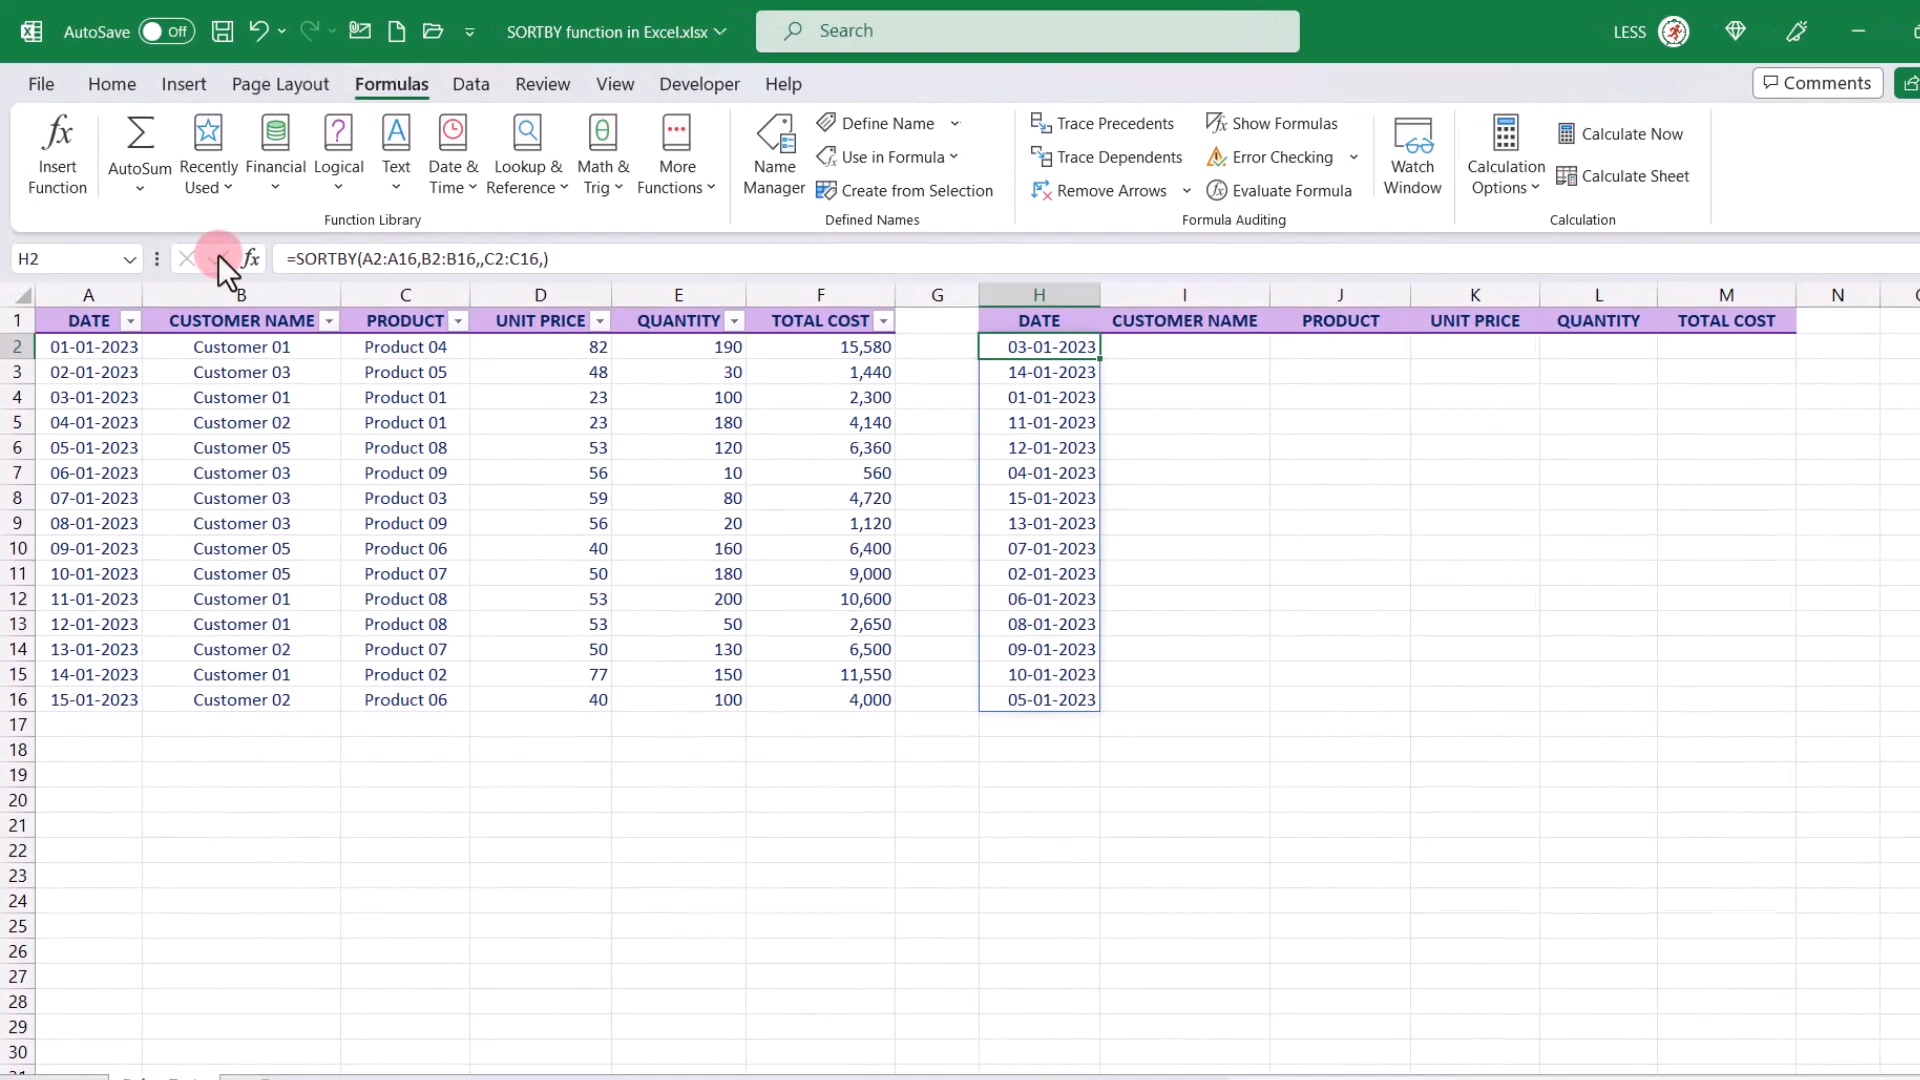 AutoSave Off SORTBY function in Excel.xlsx Search LESS
File Home Insert Page Layout Formulas Data Review View Developer Help Comments
fx Insert Function
AutoSum
Recently Used
Financial
Logical
Text
Date & Time
Lookup & Reference
Math & Trig
More Functions
Function Library
Name Manager
Define Name
Use in Formula
Create from Selection
Defined Names
Trace Precedents
Trace Dependents
Remove Arrows
Show Formulas
Error Checking
Evaluate Formula
Formula Auditing
Watch Window
Calculation Options
Calculate Now
Calculate Sheet
Calculation
H2 fx =SORTBY(A2:A16,B2:B16,,C2:C16,)
A B C D E F G H I J K L M N
1 DATE CUSTOMER NAME PRODUCT UNIT PRICE QUANTITY TOTAL COST DATE CUSTOMER NAME PRODUCT UNIT PRICE QUANTITY TOTAL COST
2 01-01-2023 Customer 01 Product 04 82 190 15,580 03-01-2023
3 02-01-2023 Customer 03 Product 05 48 30 1,440 14-01-2023
4 03-01-2023 Customer 01 Product 01 23 100 2,300 01-01-2023
5 04-01-2023 Customer 02 Product 01 23 180 4,140 11-01-2023
6 05-01-2023 Customer 05 Product 08 53 120 6,360 12-01-2023
7 06-01-2023 Customer 03 Product 09 56 10 560 04-01-2023
8 07-01-2023 Customer 03 Product 03 59 80 4,720 15-01-2023
9 08-01-2023 Customer 03 Product 09 56 20 1,120 13-01-2023
10 09-01-2023 Customer 05 Product 06 40 160 6,400 07-01-2023
11 10-01-2023 Customer 05 Product 07 50 180 9,000 02-01-2023
12 11-01-2023 Customer 01 Product 08 53 200 10,600 06-01-2023
13 12-01-2023 Customer 01 Product 08 53 50 2,650 08-01-2023
14 13-01-2023 Customer 02 Product 07 50 130 6,500 09-01-2023
15 14-01-2023 Customer 01 Product 02 77 150 11,550 10-01-2023
16 15-01-2023 Customer 02 Product 06 40 100 4,000 05-01-2023
17
18
19
20
21
22
23
24
25
26
27
28
29
30